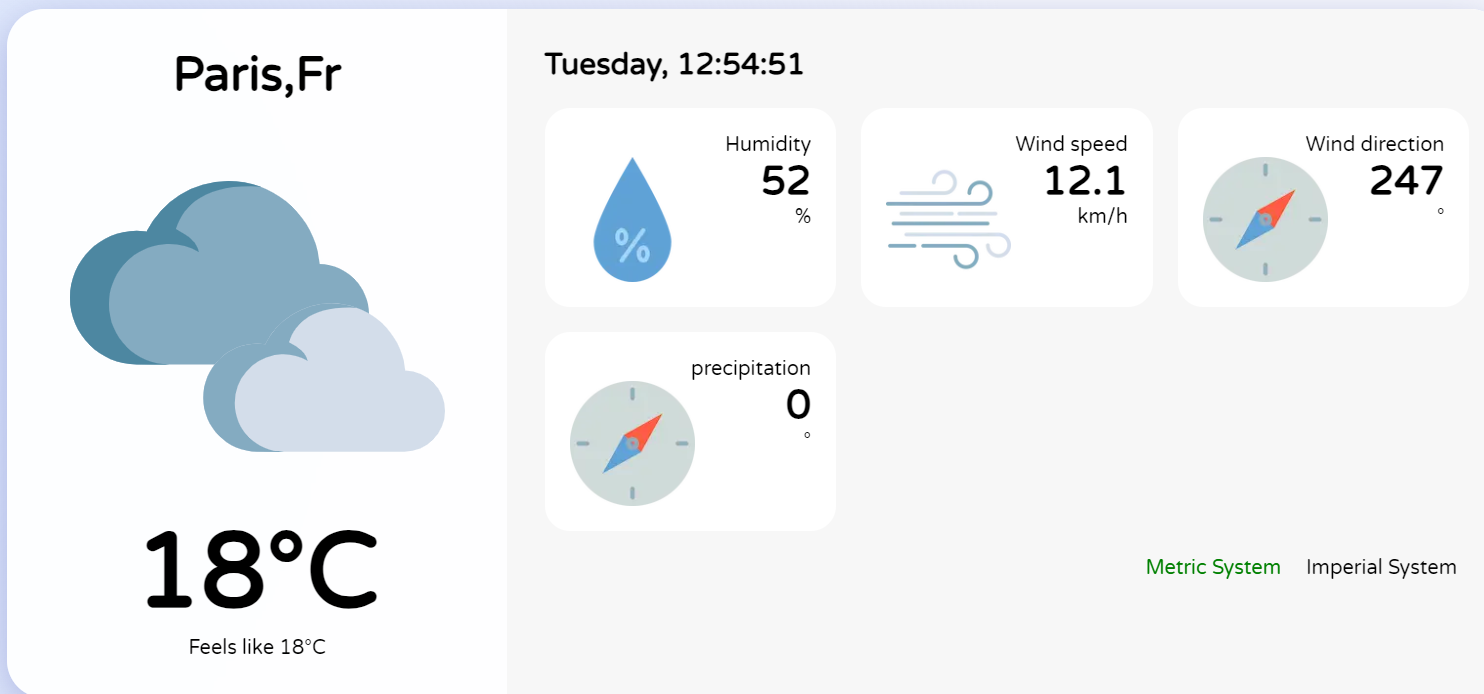 Paris,Fr
18°C
Feels like 18°C
Tuesday, 12:54:51
Humidity
52
%
%
Wind speed
12.1
km/h
Wind direction
247
°
precipitation
0
°
Metric System Imperial System